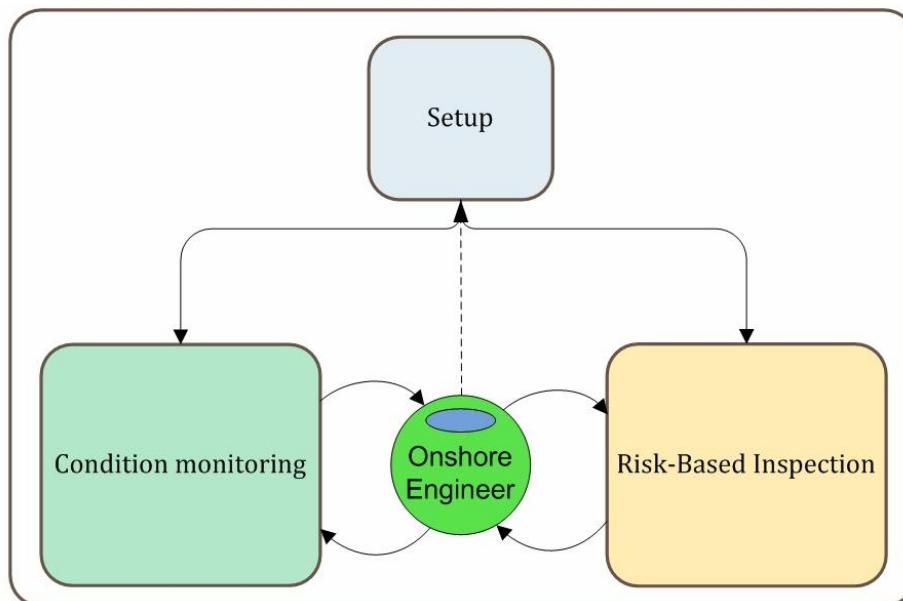 Setup
Condition monitoring
Onshore
Engineer
Risk-Based Inspection